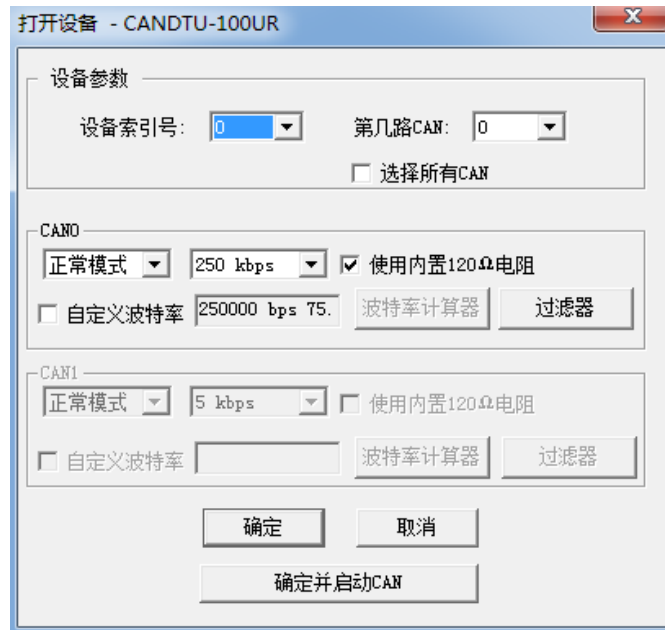 打开设备 - CANDTU-100UR
设备参数
设备索引号: 0 第几路CAN: 0
选择所有CAN
CAN0
正常模式 250 kbps 使用内置120Ω电阻
自定义波特率 250000 bps 75. 波特率计算器 过滤器
CAN1
正常模式 5 kbps 使用内置120Ω电阻
自定义波特率 波特率计算器 过滤器
确定 取消
确定并启动CAN